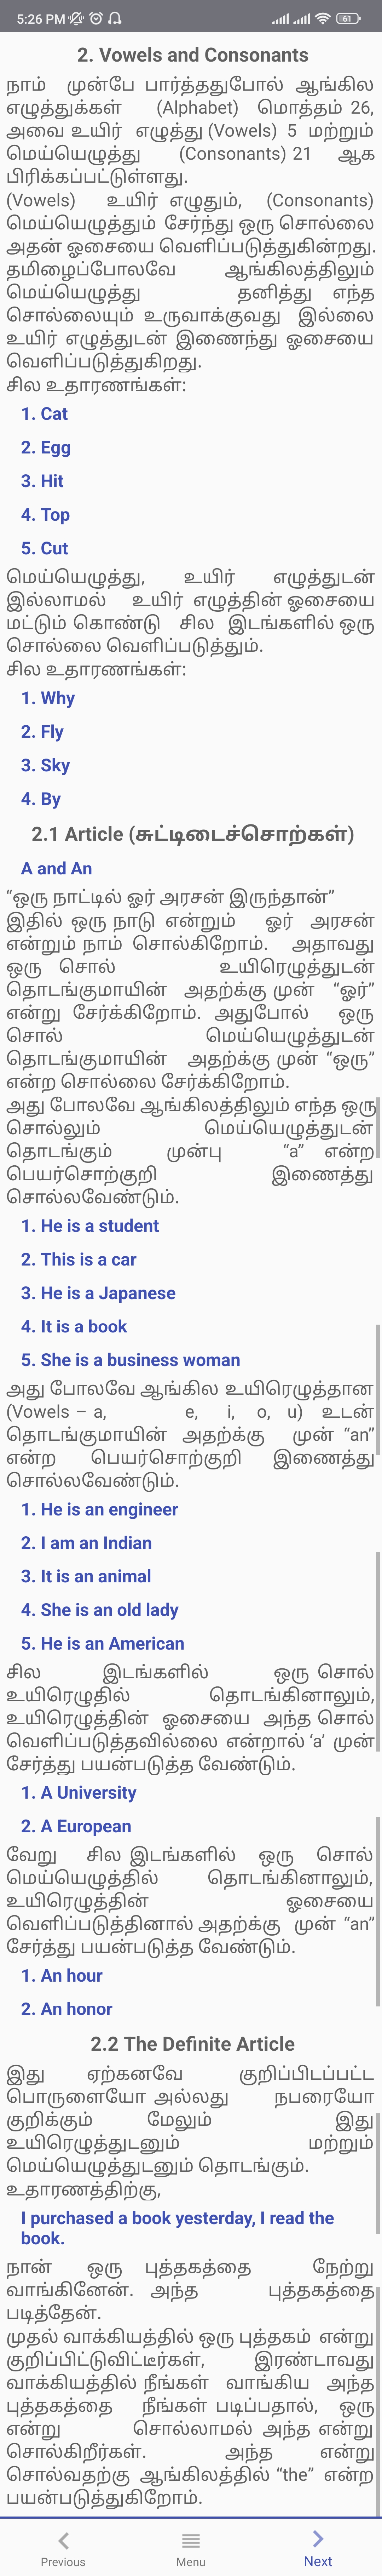 5:26 PM
61
2. Vowels and Consonants
நாம் முன்பே பார்த்ததுபோல் ஆங்கில
எழுத்துக்கள் (Alphabet) மொத்தம் 26,
அவை உயிர் எழுத்து (Vowels) 5 மற்றும்
மெய்யெழுத்து (Consonants) 21 ஆக
பிரிக்கப்பட்டுள்ளது.
(Vowels) உயிர் எழுதும், (Consonants)
மெய்யெழுத்தும் சேர்ந்து ஒரு சொல்லை
அதன் ஓசையை வெளிப்படுத்துகின்றது.
தமிழைப்போலவே ஆங்கிலத்திலும்
மெய்யெழுத்து தனித்து எந்த
சொல்லையும் உருவாக்குவது இல்லை
உயிர் எழுத்துடன் இணைந்து ஓசையை
வெளிப்படுத்துகிறது.
சில உதாரணங்கள்:
1. Cat
2. Egg
3. Hit
4. Top
5. Cut
மெய்யெழுத்து, உயிர் எழுத்துடன்
இல்லாமல் உயிர் எழுத்தின் ஓசையை
மட்டும் கொண்டு சில இடங்களில் ஒரு
சொல்லை வெளிப்படுத்தும்.
சில உதாரணங்கள்:
1. Why
2. Fly
3. Sky
4. By
2.1 Article (சுட்டிடைச்சொற்கள்)
A and An
“ஒரு நாட்டில் ஓர் அரசன் இருந்தான்”
இதில் ஒரு நாடு என்றும் ஓர் அரசன்
என்றும் நாம் சொல்கிறோம். அதாவது
ஒரு சொல் உயிரெழுத்துடன்
தொடங்குமாயின் அதற்க்கு முன் “ஓர்”
என்று சேர்க்கிறோம். அதுபோல் ஒரு
சொல் மெய்யெழுத்துடன்
தொடங்குமாயின் அதற்க்கு முன் “ஒரு”
என்ற சொல்லை சேர்க்கிறோம்.
அது போலவே ஆங்கிலத்திலும் எந்த ஒரு
சொல்லும் மெய்யெழுத்துடன்
தொடங்கும் முன்பு “a” என்ற
பெயர்சொற்குறி இணைத்து
சொல்லவேண்டும்.
1. He is a student
2. This is a car
3. He is a Japanese
4. It is a book
5. She is a business woman
அது போலவே ஆங்கில உயிரெழுத்தான
(Vowels – a, e, i, o, u) உடன்
தொடங்குமாயின் அதற்க்கு முன் “an”
என்ற பெயர்சொற்குறி இணைத்து
சொல்லவேண்டும்.
1. He is an engineer
2. I am an Indian
3. It is an animal
4. She is an old lady
5. He is an American
சில இடங்களில் ஒரு சொல்
உயிரெழுதில் தொடங்கினாலும்,
உயிரெழுத்தின் ஓசையை அந்த சொல்
வெளிப்படுத்தவில்லை என்றால் ‘a’ முன்
சேர்த்து பயன்படுத்த வேண்டும்.
1. A University
2. A European
வேறு சில இடங்களில் ஒரு சொல்
மெய்யெழுத்தில் தொடங்கினாலும்,
உயிரெழுத்தின் ஓசையை
வெளிப்படுத்தினால் அதற்க்கு முன் “an”
சேர்த்து பயன்படுத்த வேண்டும்.
1. An hour
2. An honor
2.2 The Definite Article
இது ஏற்கனவே குறிப்பிடப்பட்ட
பொருளையோ அல்லது நபரையோ
குறிக்கும் மேலும் இது
உயிரெழுத்துடனும் மற்றும்
மெய்யெழுத்துடனும் தொடங்கும்.
உதாரணத்திற்கு,
I purchased a book yesterday, I read the
book.
நான் ஒரு புத்தகத்தை நேற்று
வாங்கினேன். அந்த புத்தகத்தை
படித்தேன்.
முதல் வாக்கியத்தில் ஒரு புத்தகம் என்று
குறிப்பிட்டுவிட்டீர்கள், இரண்டாவது
வாக்கியத்தில் நீங்கள் வாங்கிய அந்த
புத்தகத்தை நீங்கள் படிப்பதால், ஒரு
என்று சொல்லாமல் அந்த என்று
சொல்கிறீர்கள். அந்த என்று
சொல்வதற்கு ஆங்கிலத்தில் “the” என்ற
பயன்படுத்துகிறோம்.
Previous
Menu
Next